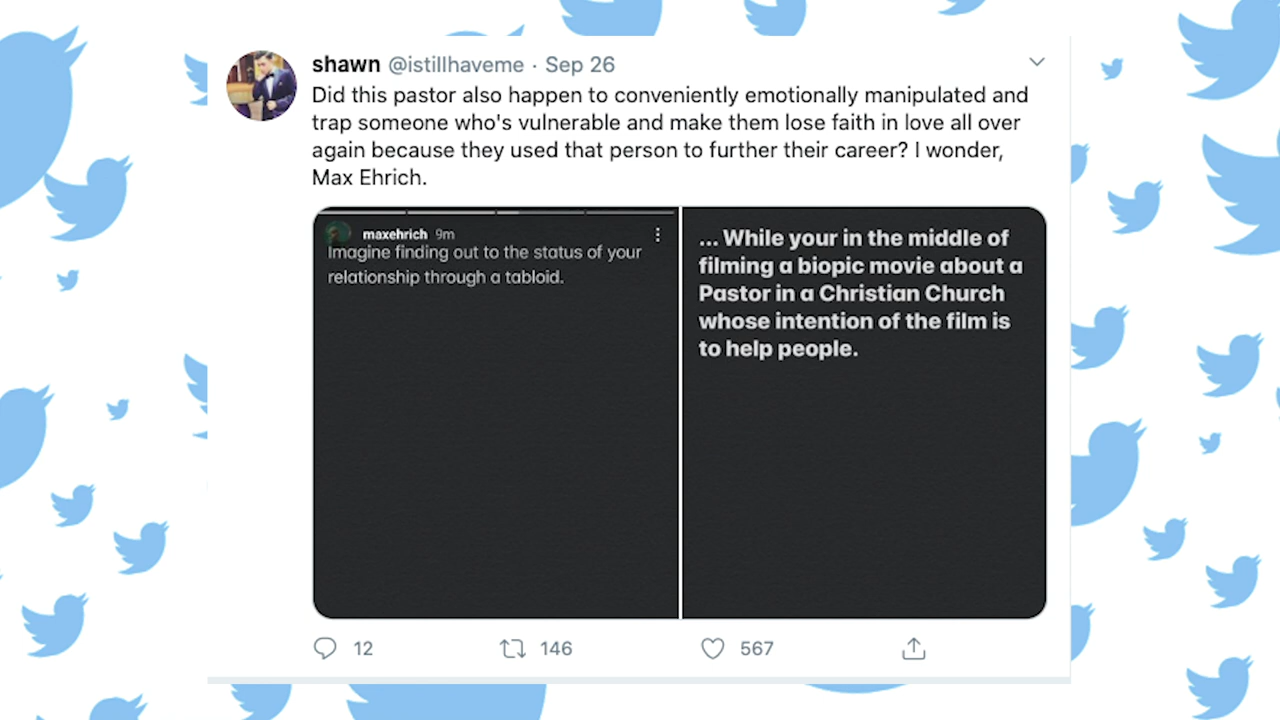 shawn @istillhaveme · Sep 26
Did this pastor also happen to conveniently emotionally manipulated and
trap someone who's vulnerable and make them lose faith in love all over
again because they used that person to further their career? I wonder,
Max Ehrich.
maxehrich 9m
Imagine finding out to the status of your
relationship through a tabloid.
... While your in the middle of
filming a biopic movie about a
Pastor in a Christian Church
whose intention of the film is
to help people.
12 146 567